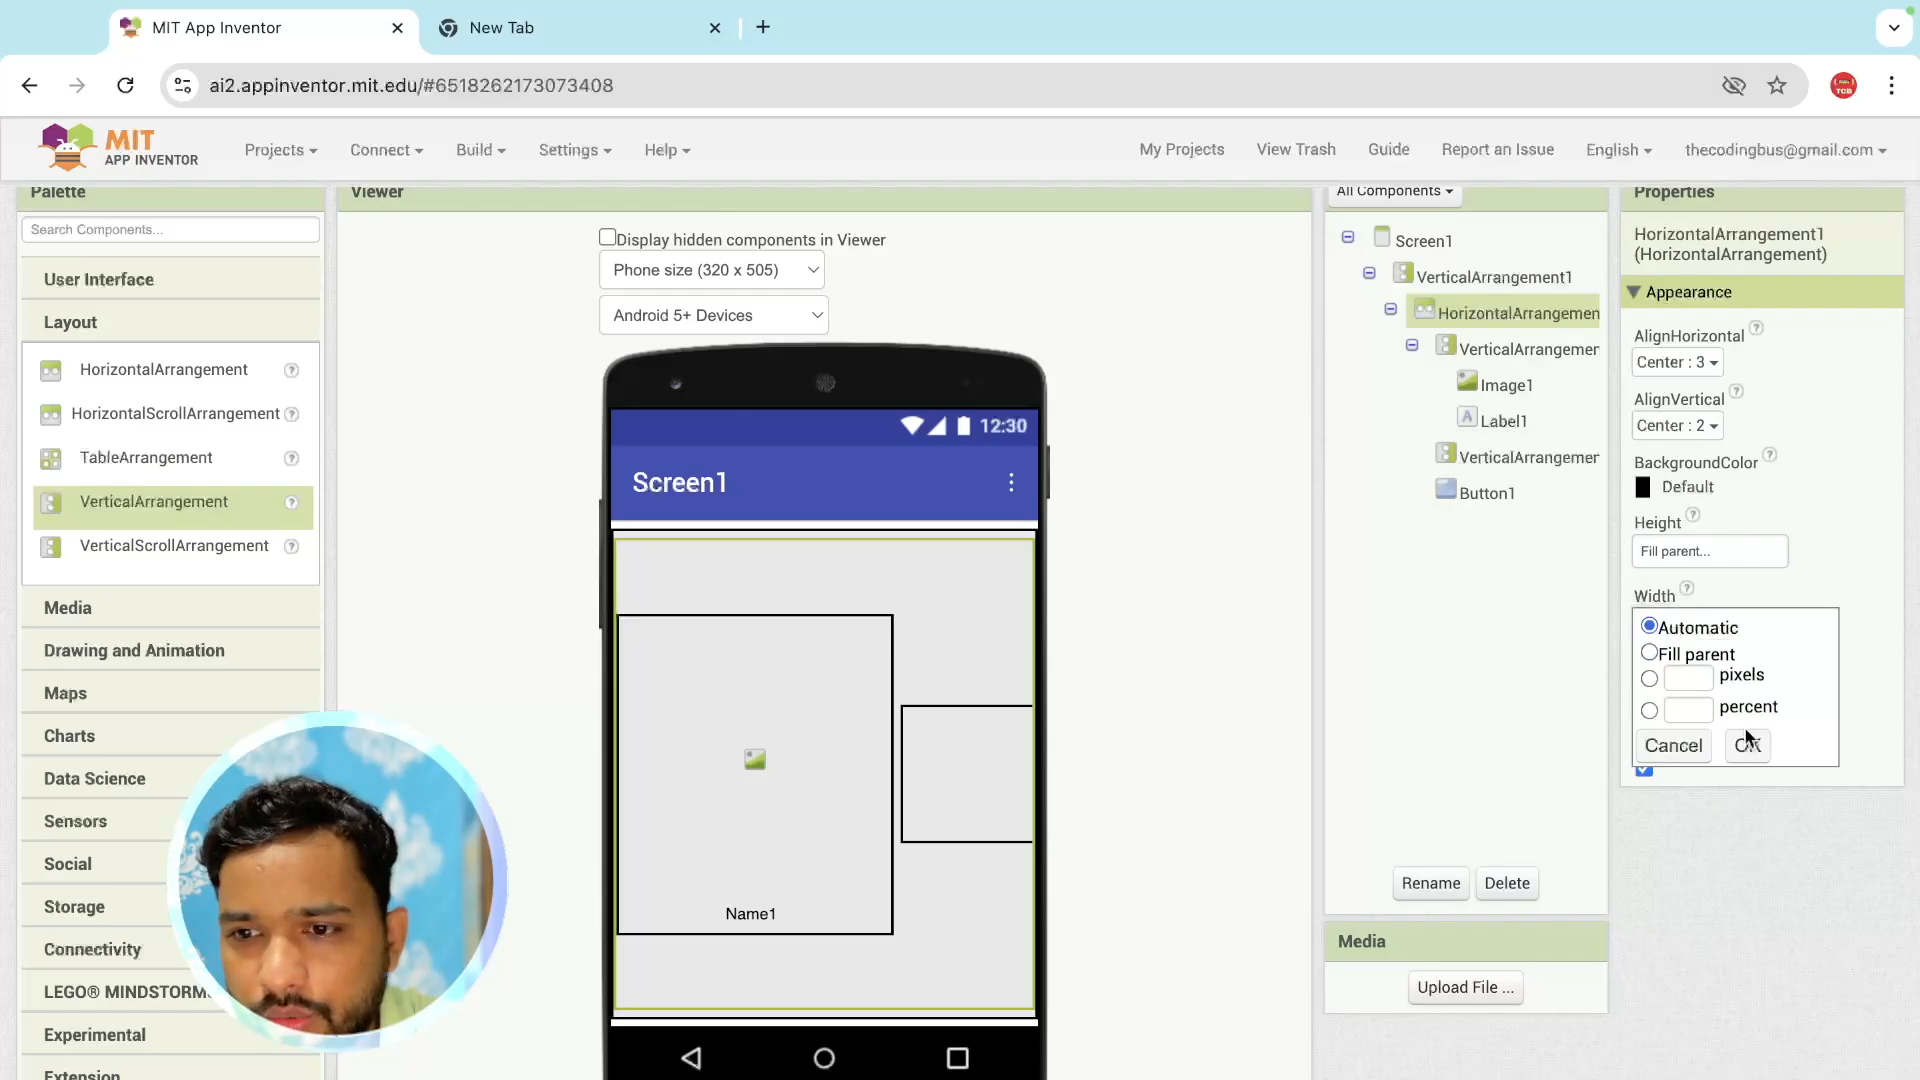 MIT App Inventor
New Tab
ai2.appinventor.mit.edu/#6518262173073408
MIT
APP INVENTOR
Projects
Connect
Build
Settings
Help
My Projects
View Trash
Guide
Report an Issue
English
thecodingbus@gmail.com
Palette
Search Components...
User Interface
Layout
HorizontalArrangement
HorizontalScrollArrangement
TableArrangement
VerticalArrangement
VerticalScrollArrangement
Media
Drawing and Animation
Maps
Charts
Data Science
Sensors
Social
Storage
Connectivity
LEGO® MINDSTORM
Experimental
Extension
Viewer
Display hidden components in Viewer
Phone size (320 x 505)
Android 5+ Devices
12:30
Screen1
Name1
All Components
Screen1
VerticalArrangement1
HorizontalArrangemen
VerticalArrangemer
Image1
Label1
VerticalArrangemer
Button1
Rename
Delete
Media
Upload File ...
Properties
HorizontalArrangement1
(HorizontalArrangement)
Appearance
AlignHorizontal
Center : 3
AlignVertical
Center : 2
BackgroundColor
Default
Height
Fill parent...
Width
Automatic
Fill parent
pixels
percent
Cancel
OK